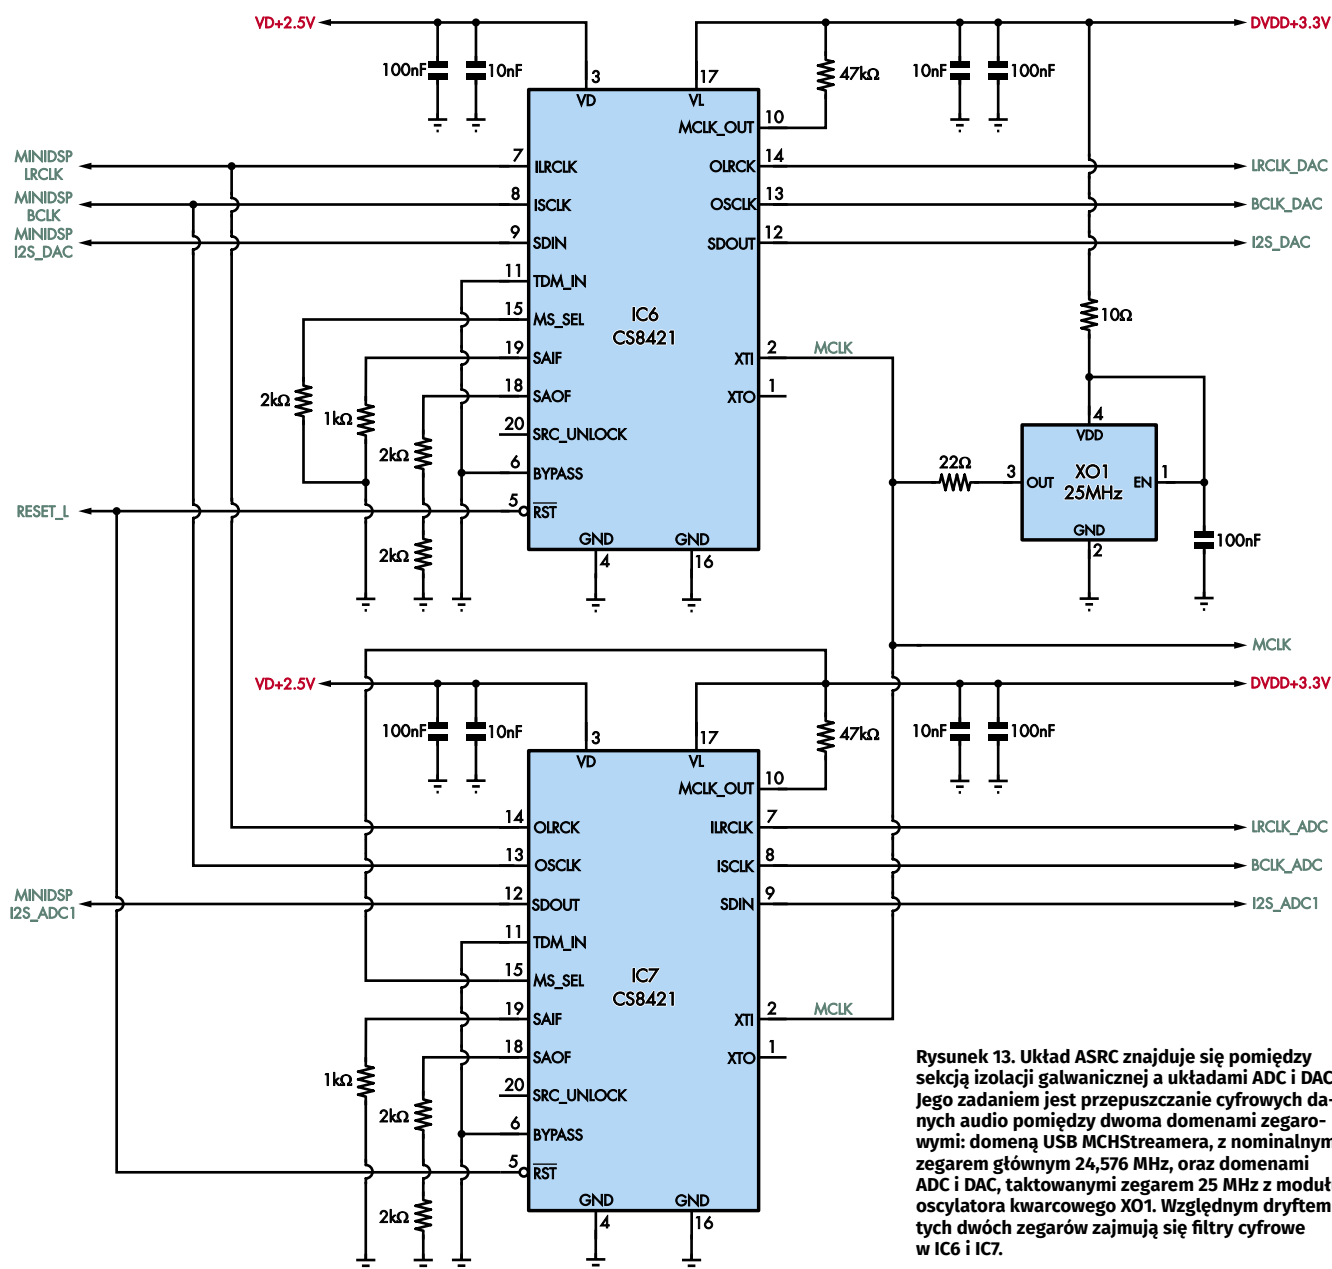 VD+2.5V
DVDD+3.3V
100nF
10nF
3
VD
17
VL
47kΩ
10nF
100nF
MCLK_OUT
10
MINIDSP
LRCLK
7
ILRCLK
OLRCK
14
LRCLK_DAC
MINIDSP
BCLK
8
ISCLK
OSCLK
13
BCLK_DAC
MINIDSP
I2S_DAC
9
SDIN
SDOUT
12
I2S_DAC
11
TDM_IN
15
MS_SEL
IC6
CS8421
10Ω
19
SAIF
XTI
2
MCLK
18
SAOF
XTO
1
2kΩ
1kΩ
20
SRC_UNLOCK
2kΩ
6
BYPASS
5
RST
RESET_L
GND
4
GND
16
2kΩ
4
VDD
22Ω
3
OUT
XO1
25MHz
EN
1
GND
2
100nF
MCLK
VD+2.5V
DVDD+3.3V
100nF
10nF
3
VD
17
VL
47kΩ
10nF
100nF
MCLK_OUT
10
14
OLRCK
ILRCLK
7
LRCLK_ADC
13
OSCLK
ISCLK
8
BCLK_ADC
MINIDSP
I2S_ADC1
12
SDOUT
SDIN
9
I2S_ADC1
11
TDM_IN
15
MS_SEL
IC7
CS8421
19
SAIF
XTI
2
MCLK
18
SAOF
XTO
1
1kΩ
20
SRC_UNLOCK
2kΩ
6
BYPASS
5
RST
GND
4
GND
16
2kΩ
Rysunek 13. Układ ASRC znajduje się pomiędzy
sekcją izolacji galwanicznej a układami ADC i DAC
Jego zadaniem jest przepuszczanie cyfrowych da-
nych audio pomiędzy dwoma domenami zegaro-
wymi: domeną USB MCHStreamera, z nominalnym
zegarem głównym 24,576 MHz, oraz domenami
ADC i DAC, taktowanymi zegarem 25 MHz z moduł
oscylatora kwarcowego XO1. Względnym dryftem
tych dwóch zegarów zajmują się filtry cyfrowe
w IC6 i IC7.